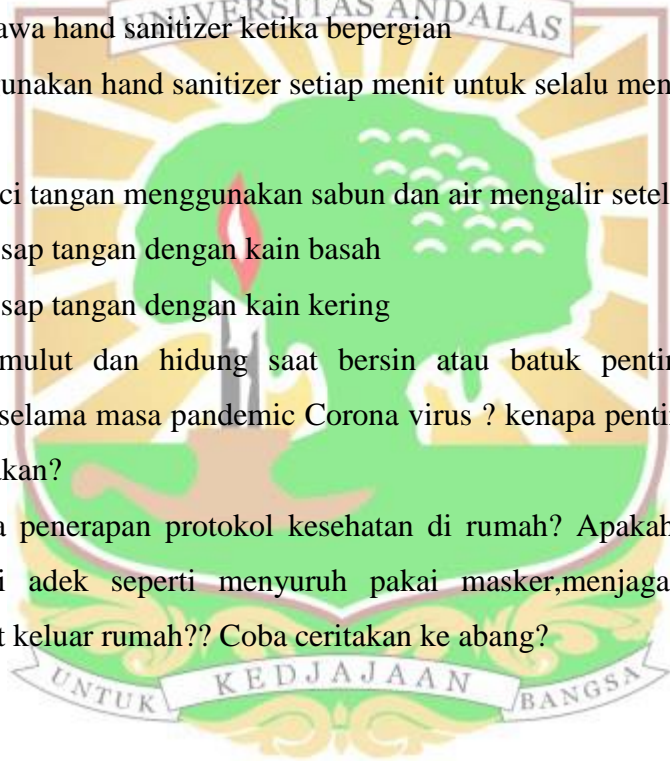 UNIVERSITAS ANDALAS
awa hand sanitizer ketika bepergian
unakan hand sanitizer setiap menit untuk selalu men
ci tangan menggunakan sabun dan air mengalir setel
sap tangan dengan kain basah
sap tangan dengan kain kering
mulut dan hidung saat bersin atau batuk pentin
selama masa pandemic Corona virus ? kenapa pentin
akan?
a penerapan protokol kesehatan di rumah? Apakah
i adek seperti menyuruh pakai masker,menjaga
t keluar rumah?? Coba ceritakan ke abang?
UNTUK KEDJAJAAN BANGSA